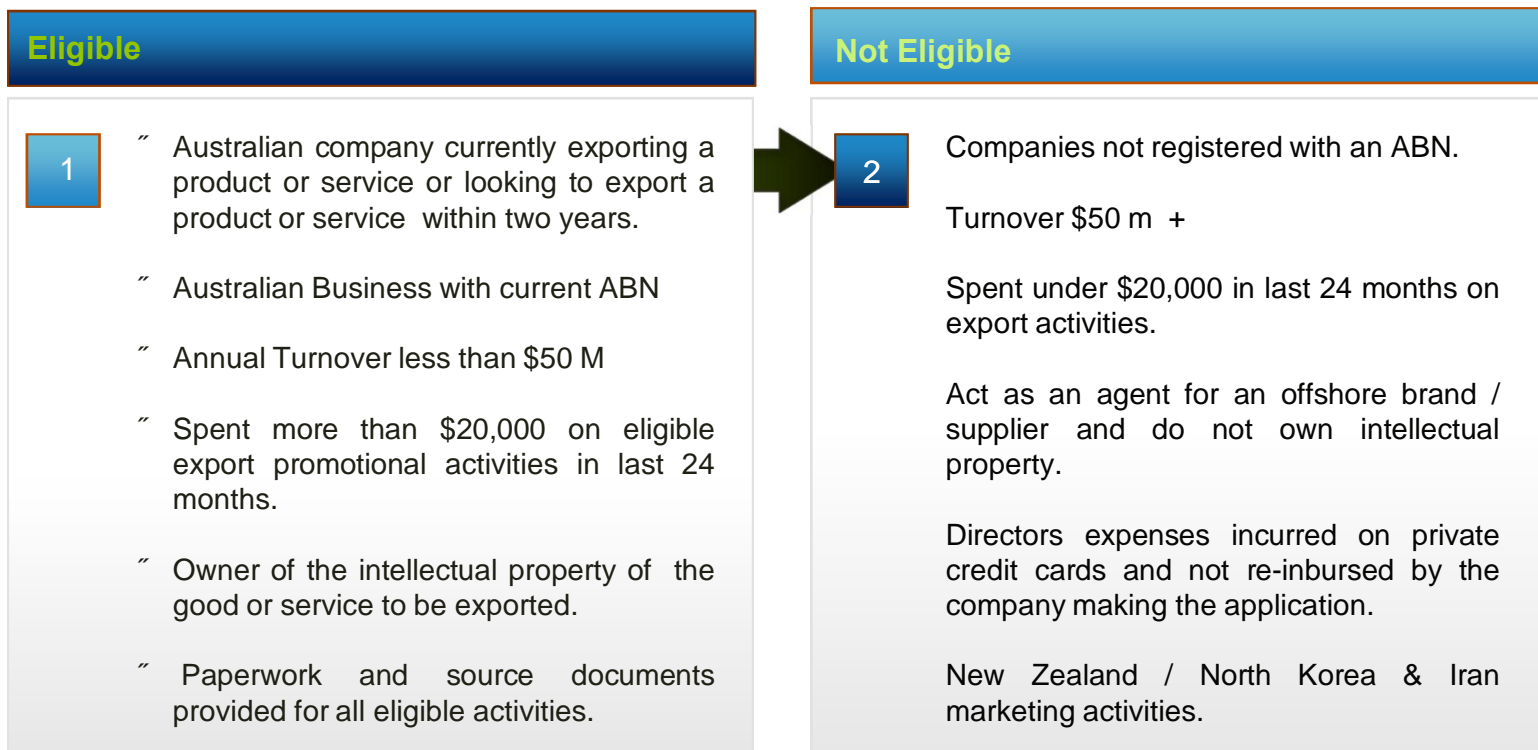 Eligible
1
˝ Australian company currently exporting a
product or service or looking to export a
product or service within two years.
˝ Australian Business with current ABN
˝ Annual Turnover less than $50 M
˝ Spent more than $20,000 on eligible
export promotional activities in last 24
months.
˝ Owner of the intellectual property of the
good or service to be exported.
˝ Paperwork and source documents
provided for all eligible activities.
Not Eligible
2
Companies not registered with an ABN.
Turnover $50 m +
Spent under $20,000 in last 24 months on
export activities.
Act as an agent for an offshore brand /
supplier and do not own intellectual
property.
Directors expenses incurred on private
credit cards and not re-inbursed by the
company making the application.
New Zealand / North Korea & Iran
marketing activities.